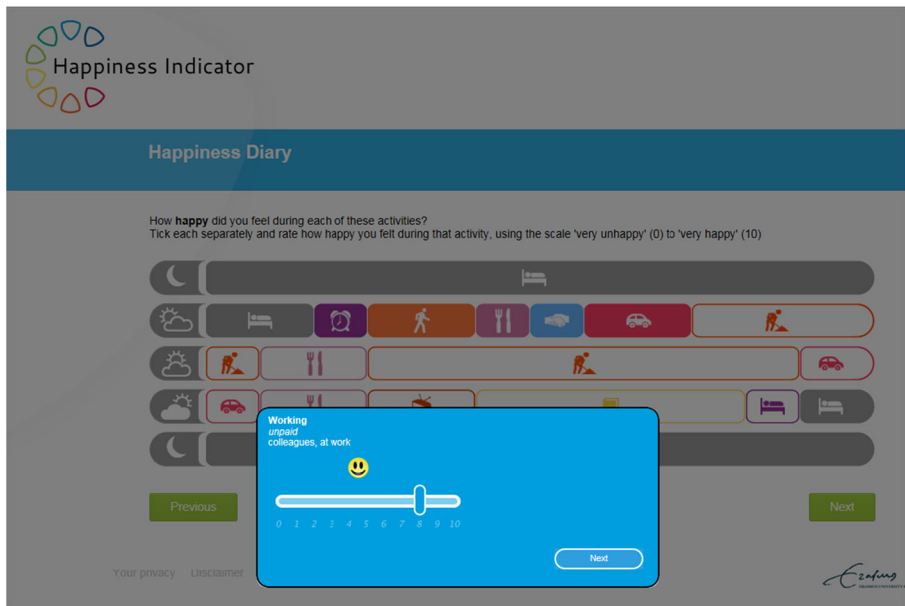 Happiness Indicator
Happiness Diary
How happy did you feel during each of these activities?
Tick each separately and rate how happy you felt during that activity, using the scale 'very unhappy' (0) to 'very happy' (10)
Working
unpaid
colleagues, at work
0 1 2 3 4 5 6 7 8 9 10
Previous
Next
Next
Your privacy Disclaimer
Erasmus